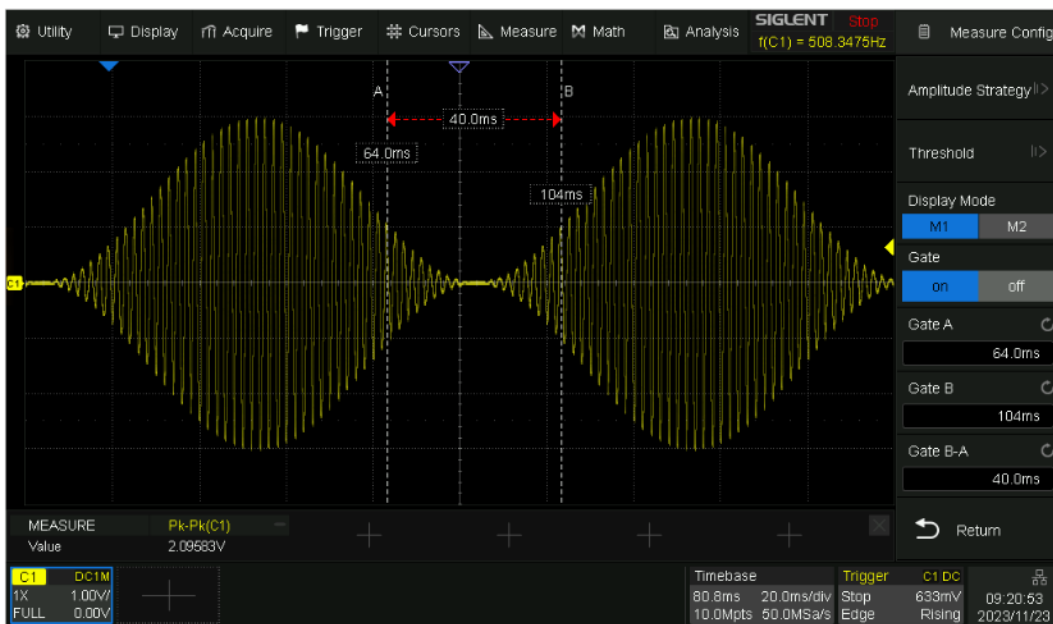 Utility Display Acquire Trigger Cursors Measure Math Analysis SIGLENT Stop Measure Config
f(C1) = 508.3475Hz
A B
40.0ms
64.0ms
104ms
C1
Amplitude Strategy
Threshold
Display Mode
M1 M2
Gate
on off
Gate A
64.0ms
Gate B
104ms
Gate B-A
40.0ms
Return
MEASURE Pk-Pk(C1)
Value 2.09583V
C1 DC1M
1X 1.00V/
FULL 0.00V
Timebase
80.8ms 20.0ms/div
10.0Mpts 50.0MSa/s
Trigger C1 DC
Stop 633mV
Edge Rising
09:20:53
2023/11/23